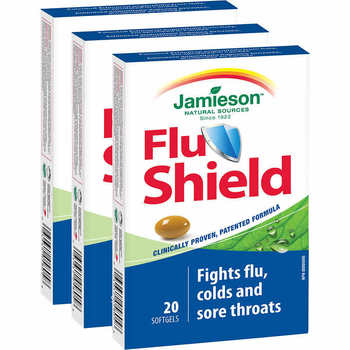 Jamieson
NATURAL SOURCES
Since 1922
Flu
Shield
CLINICALLY PROVEN, PATENTED FORMULA
Fights flu,
colds and
sore throats
20
SOFTGELS